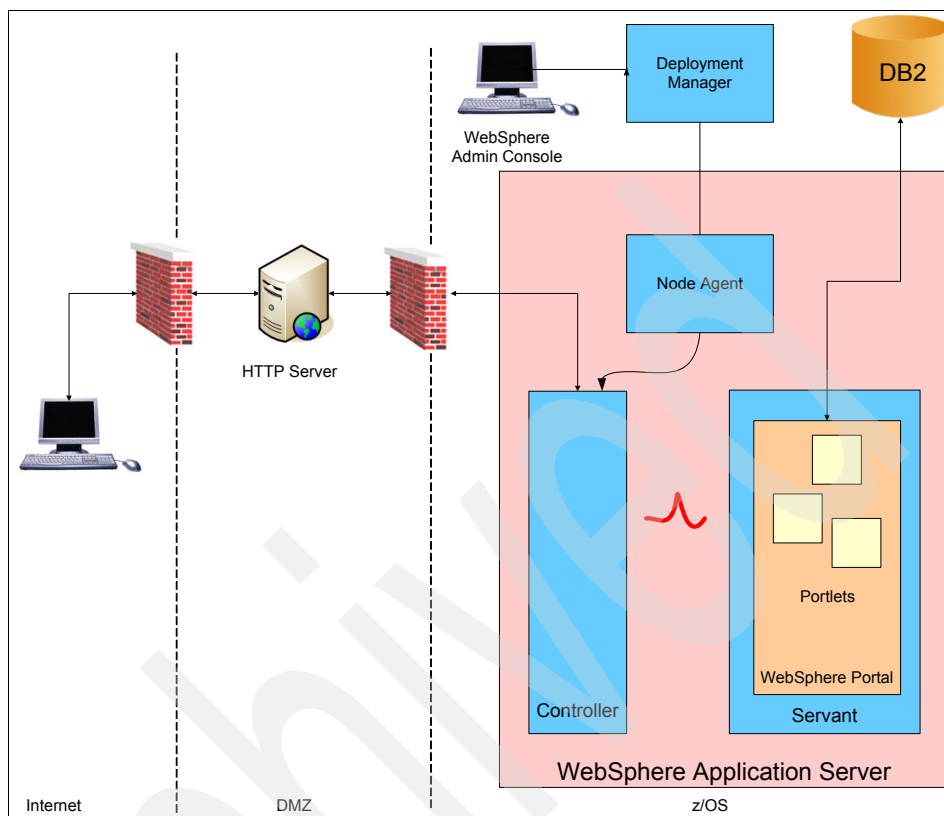 Deployment
Manager
DB2
WebSphere
Admin Console
Node Agent
HTTP Server
Portlets
WebSphere Portal
Controller
Servant
WebSphere Application Server
Internet
DMZ
z/OS